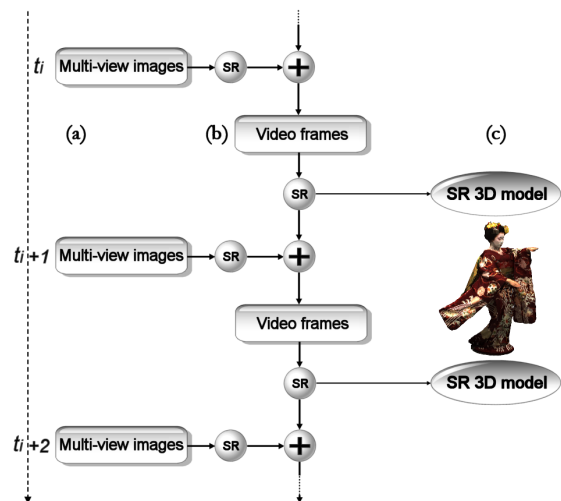 ti
Multi-view images
SR
+
(a)
(b)
(c)
Video frames
SR
SR 3D model
ti+1
Multi-view images
SR
+
Video frames
SR
SR 3D model
ti+2
Multi-view images
SR
+